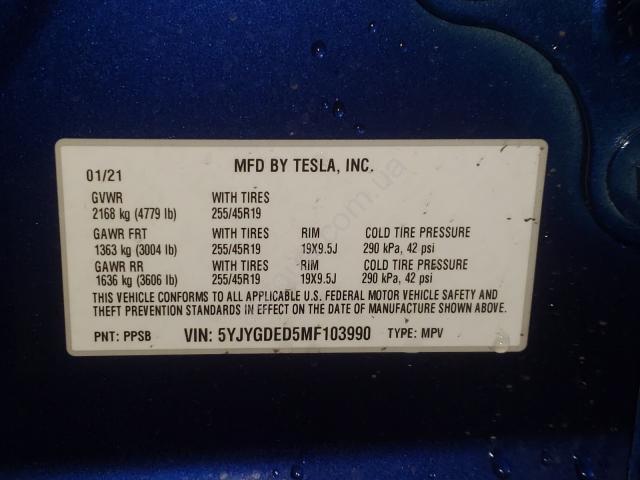 MFD BY TESLA, INC.
01/21
GVWR WITH TIRES
2168 kg (4779 lb) 255/45R19
GAWR FRT WITH TIRES RIM COLD TIRE PRESSURE
1363 kg (3004 lb) 255/45R19 19X9.5J 290 kPa, 42 psi
GAWR RR WITH TIRES RIM COLD TIRE PRESSURE
1636 kg (3606 lb) 255/45R19 19X9.5J 290 kPa, 42 psi
THIS VEHICLE CONFORMS TO ALL APPLICABLE U.S. FEDERAL MOTOR VEHICLE SAFETY AND
THEFT PREVENTION STANDARDS IN EFFECT ON THE DATE OF MANUFACTURE SHOWN ABOVE.
PNT: PPSB VIN: 5YJYGDED5MF103990 TYPE: MPV